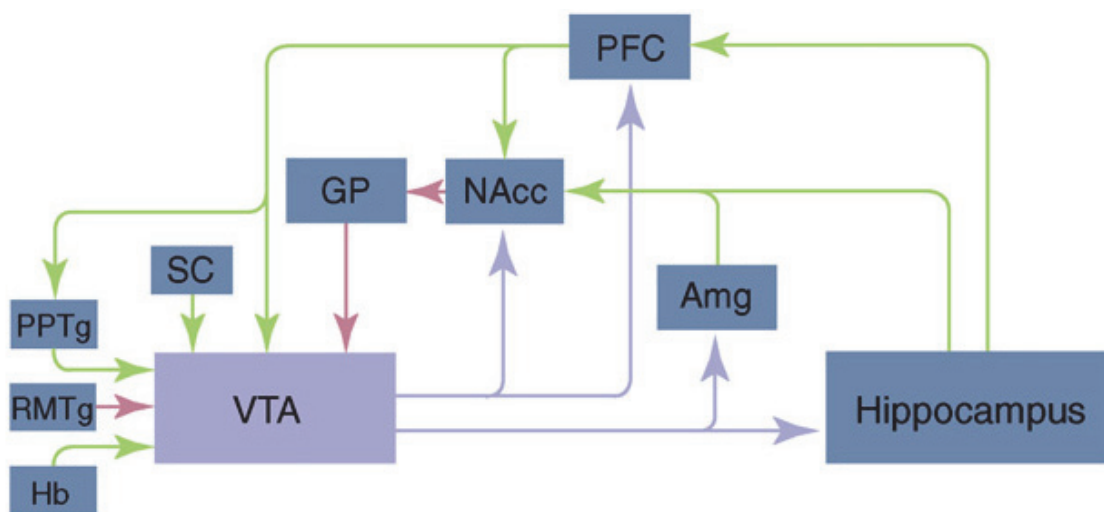 PFC
GP
NAcc
SC
Amg
PPTg
VTA
RMTg
Hippocampus
Hb